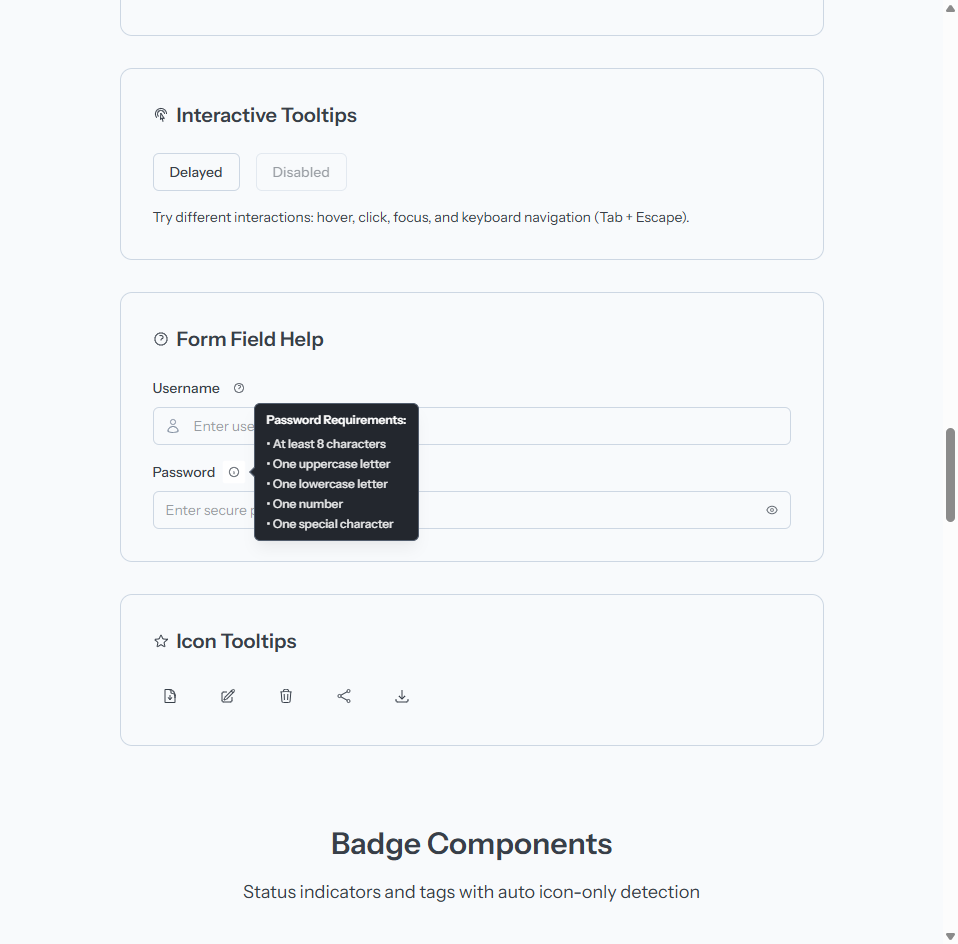 Interactive Tooltips
Delayed
Disabled
Try different interactions: hover, click, focus, and keyboard navigation (Tab + Escape).
Form Field Help
Username
Enter use
Password Requirements:
• At least 8 characters
• One uppercase letter
• One lowercase letter
• One number
• One special character
Password
Enter secure p
Icon Tooltips
Badge Components
Status indicators and tags with auto icon-only detection